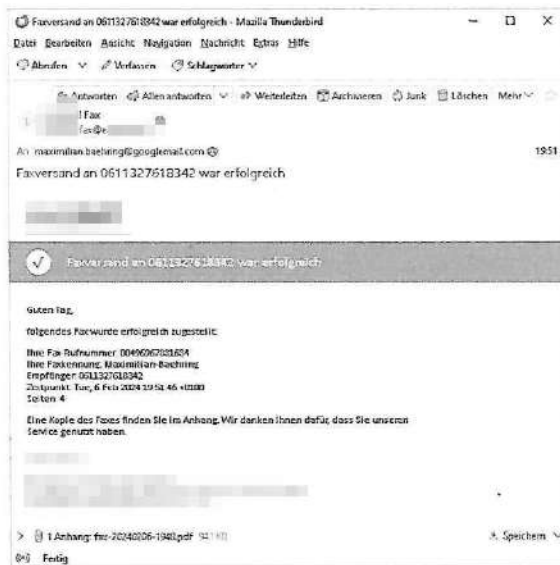 Faxversand an 0611327618342 war erfolgreich - Mozilla Thunderbird
Datei Bearbeiten Ansicht Navigation Nachricht Extras Hilfe
Abrufen Verfassen Schlagwörter
Antworten Allen antworten Weiterleiten Archivieren Junk Löschen Mehr
Fax
An maximilian.baehring@googlemail.com 19:51
Faxversand an 0611327618342 war erfolgreich
Faxversand an 0611327618342 war erfolgreich
Guten Tag,
folgendes Fax wurde erfolgreich zugestellt:
Ihre Fax-Rufnummer: 00496967831634
Ihre Faxkennung: Maximilian-Baehring
Empfänger: 0611327618342
Zeitpunkt: Tue, 6 Feb 2024 19:51:46 +0100
Seiten: 4
Eine Kopie des Faxes finden Sie im Anhang. Wir danken Ihnen dafür, dass Sie unseren
Service genutzt haben.
1 Anhang: fax-20240206-1948.pdf Speichern
Fertig